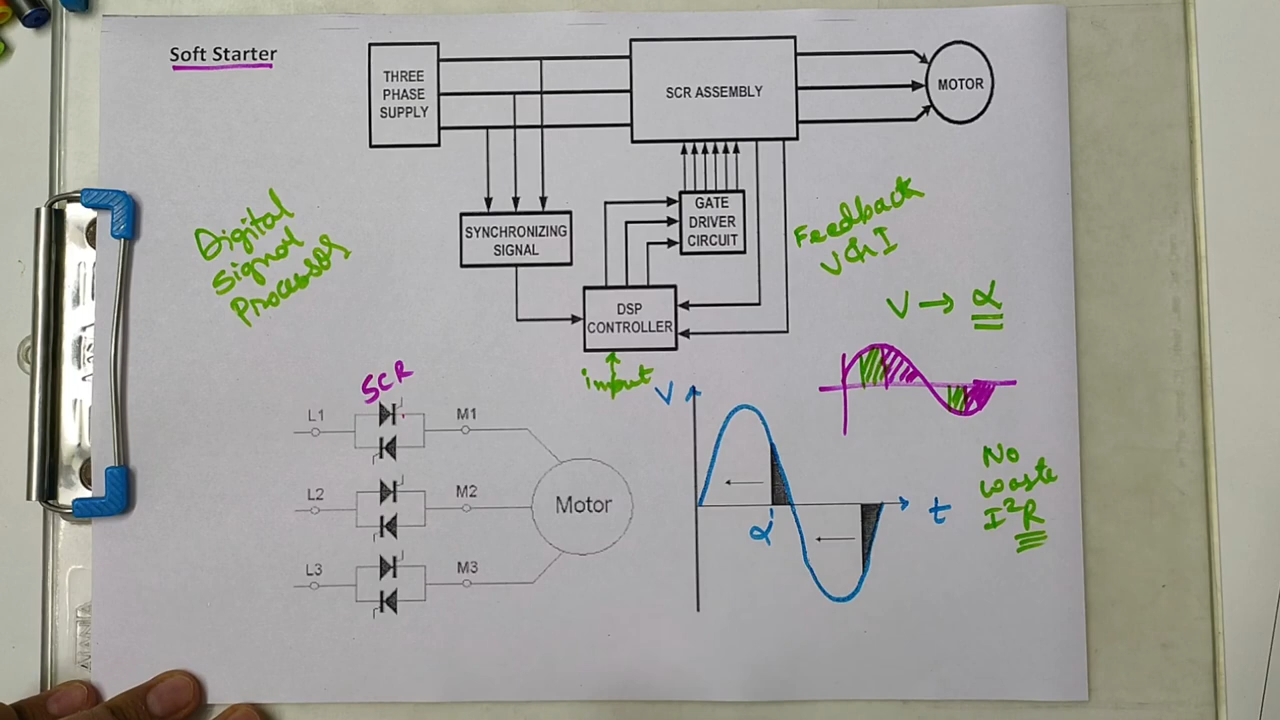 Soft Starter
THREE
PHASE
SUPPLY
SCR ASSEMBLY
MOTOR
SYNCHRONIZING
SIGNAL
GATE
DRIVER
CIRCUIT
DSP
CONTROLLER
input
Digital
Signal
Processors
Feedback
V & I
V → α
SCR
L1
M1
L2
M2
L3
M3
Motor
V
α
t
No
waste
I²R